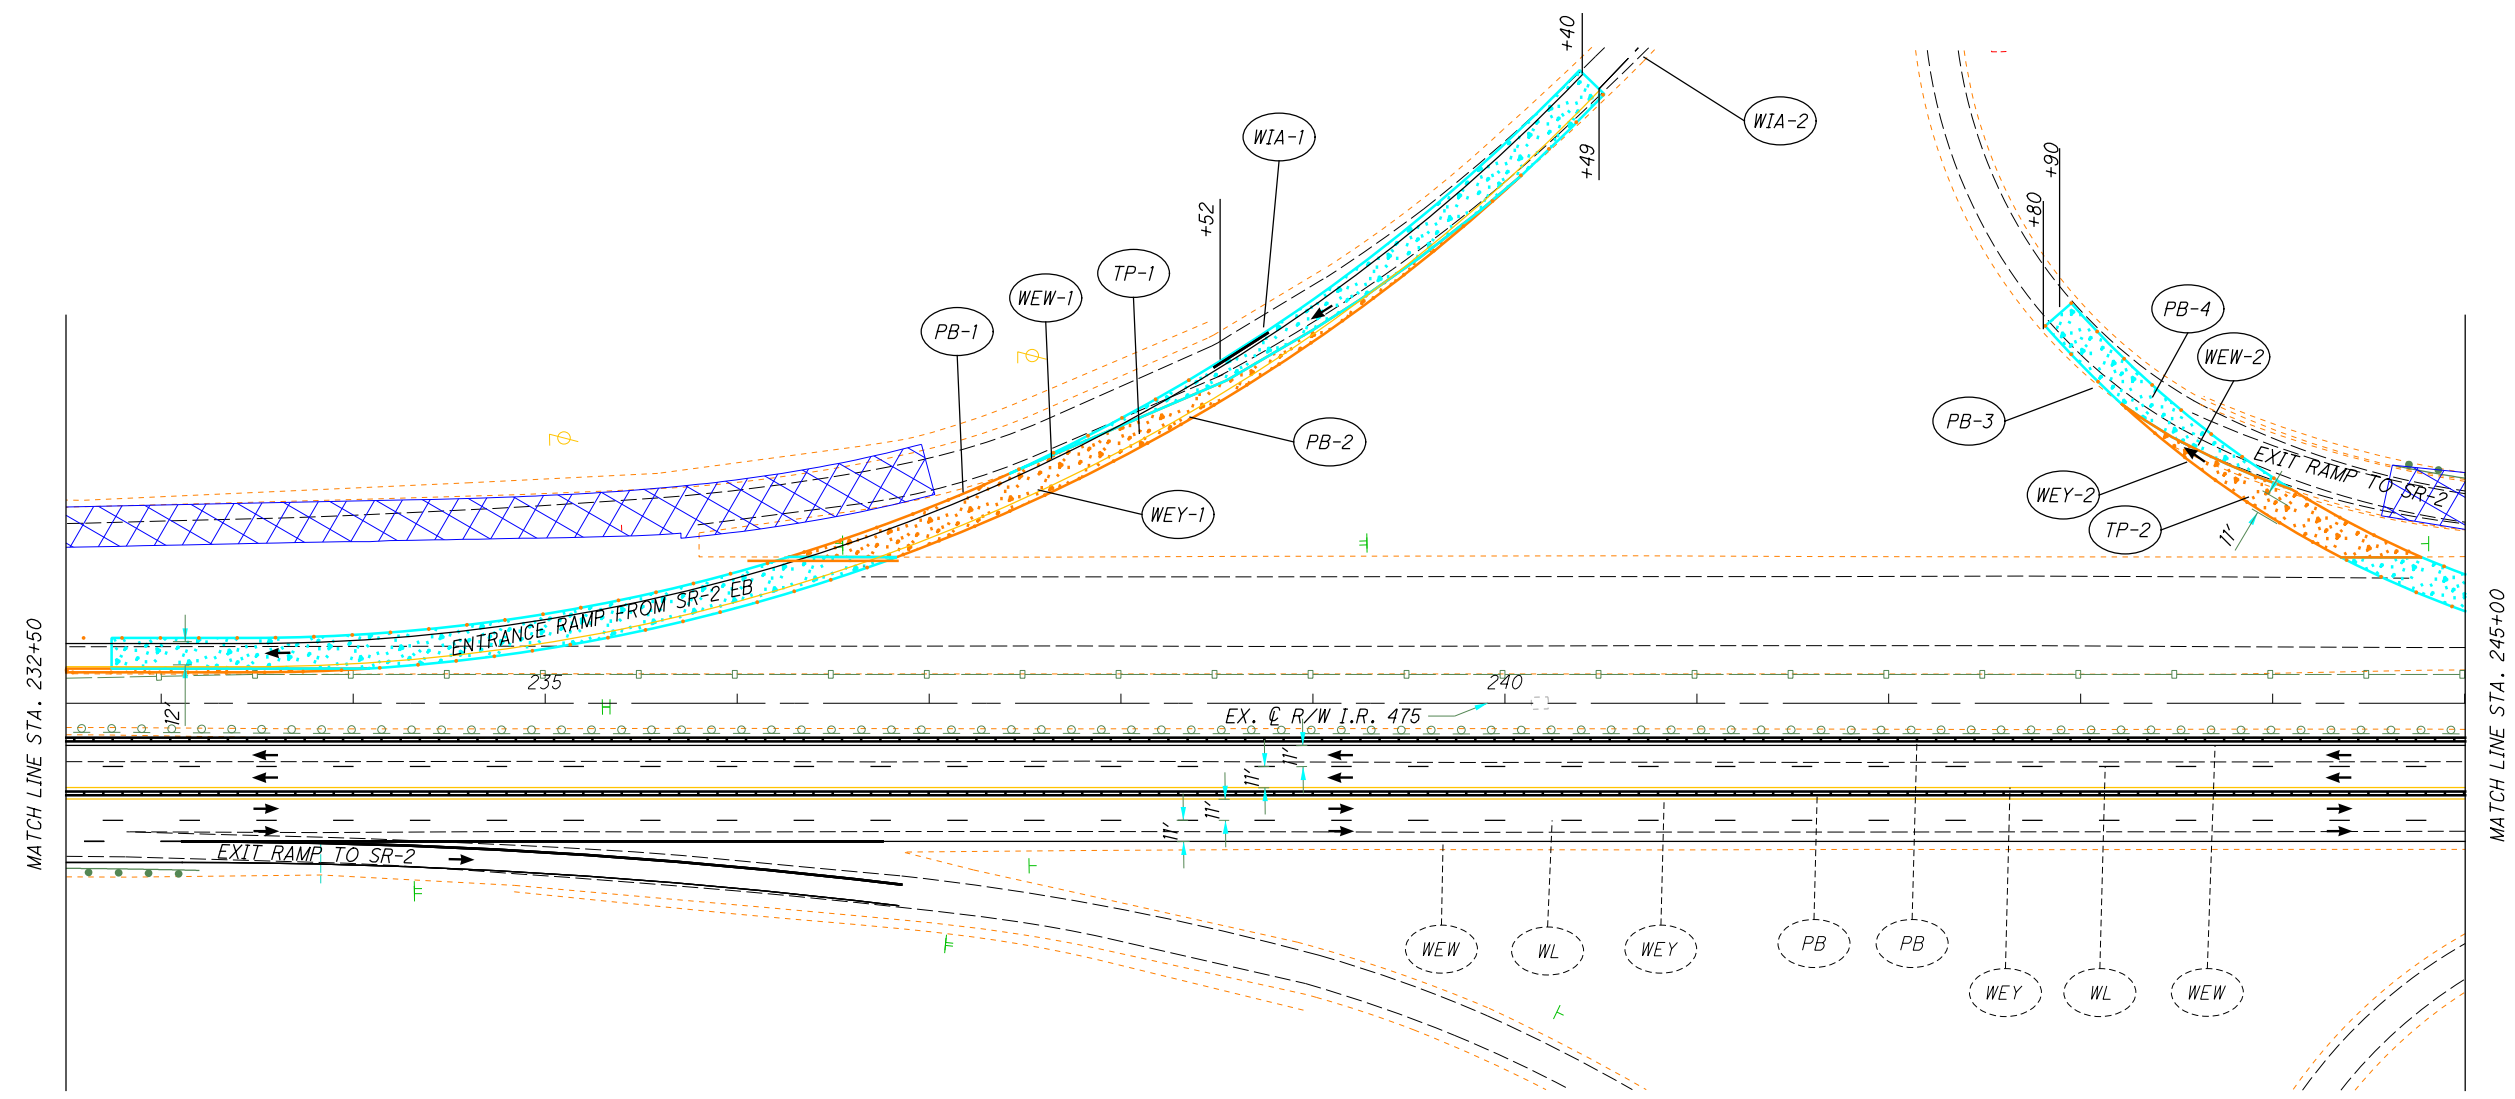 +40
WIA-1
WIA-2
+49
+90
+80
+52
TP-1
WEW-1
PB-1
PB-4
WEW-2
PB-3
PB-2
EXIT RAMP TO SR-2
WEY-2
WEY-1
TP-2
11'
ENTRANCE RAMP FROM SR-2 EB
235
240
12'
EX. ℄ R/W I.R. 475
11'
11'
11'
11'
EXIT RAMP TO SR-2
MATCH LINE STA. 232+50
MATCH LINE STA. 245+00
WEW
WL
WEY
PB
PB
WEY
WL
WEW